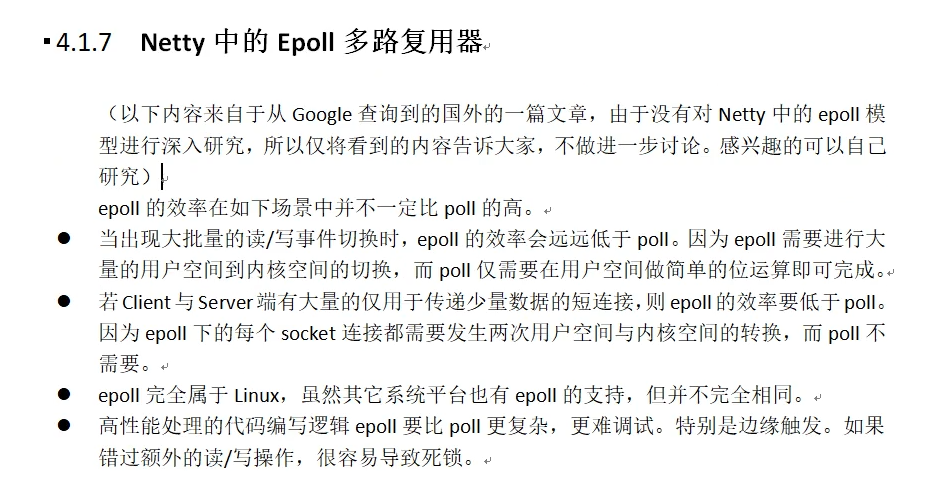 4.1.7 Netty 中的 Epoll 多路复用器
（以下内容来自于从 Google 查询到的国外的一篇文章，由于没有对 Netty 中的 epoll 模
型进行深入研究，所以仅将看到的内容告诉大家，不做进一步讨论。感兴趣的可以自己
研究）
epoll 的效率在如下场景中并不一定比 poll 的高。
● 当出现大批量的读/写事件切换时，epoll 的效率会远远低于 poll。因为 epoll 需要进行大
量的用户空间到内核空间的切换，而 poll 仅需要在用户空间做简单的位运算即可完成。
● 若 Client 与 Server 端有大量的仅用于传递少量数据的短连接，则 epoll 的效率要低于 poll。
因为 epoll 下的每个 socket 连接都需要发生两次用户空间与内核空间的转换，而 poll 不
需要。
● epoll 完全属于 Linux，虽然其它系统平台也有 epoll 的支持，但并不完全相同。
● 高性能处理的代码编写逻辑 epoll 要比 poll 更复杂，更难调试。特别是边缘触发。如果
错过额外的读/写操作，很容易导致死锁。